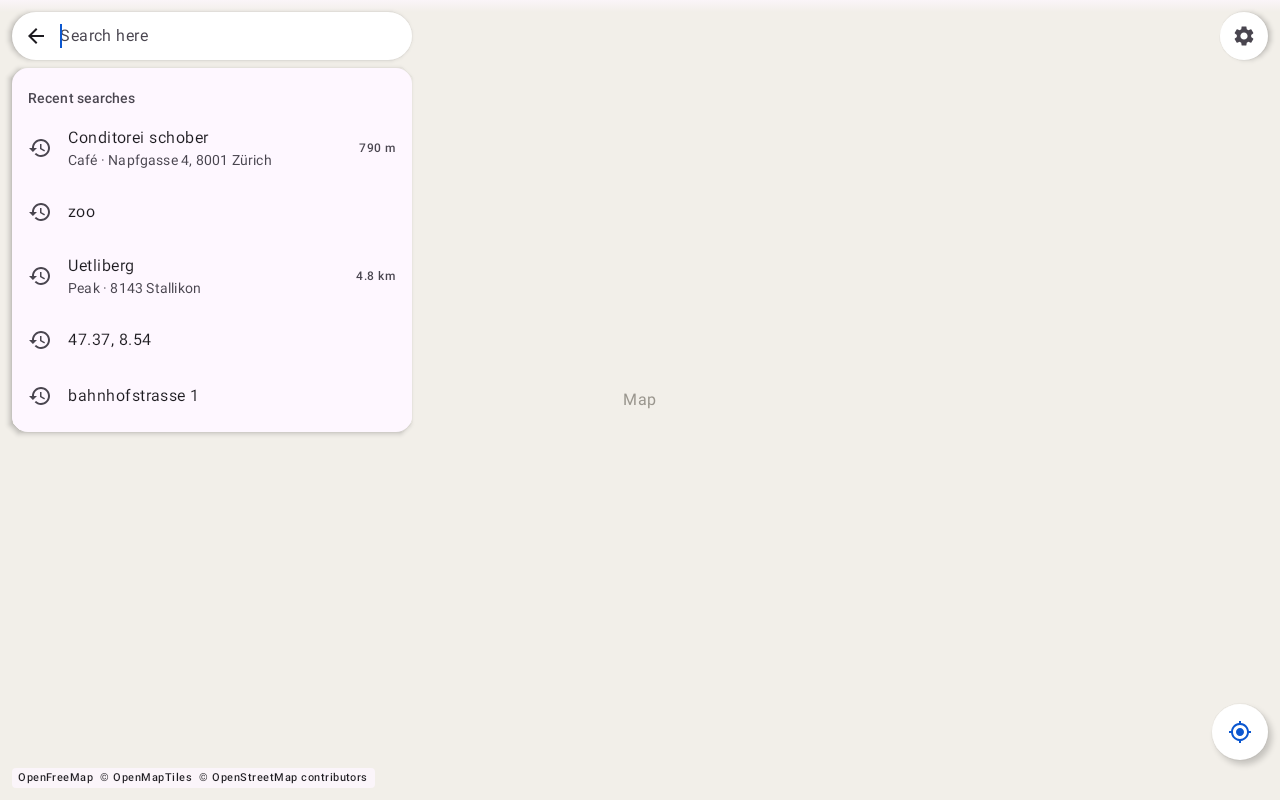 Search here
Recent searches
Conditorei schober
790 m
Café · Napfgasse 4, 8001 Zürich
zoo
Uetliberg
4.8 km
Peak · 8143 Stallikon
47.37, 8.54
bahnhofstrasse 1
Map
OpenFreeMap © OpenMapTiles © OpenStreetMap contributors